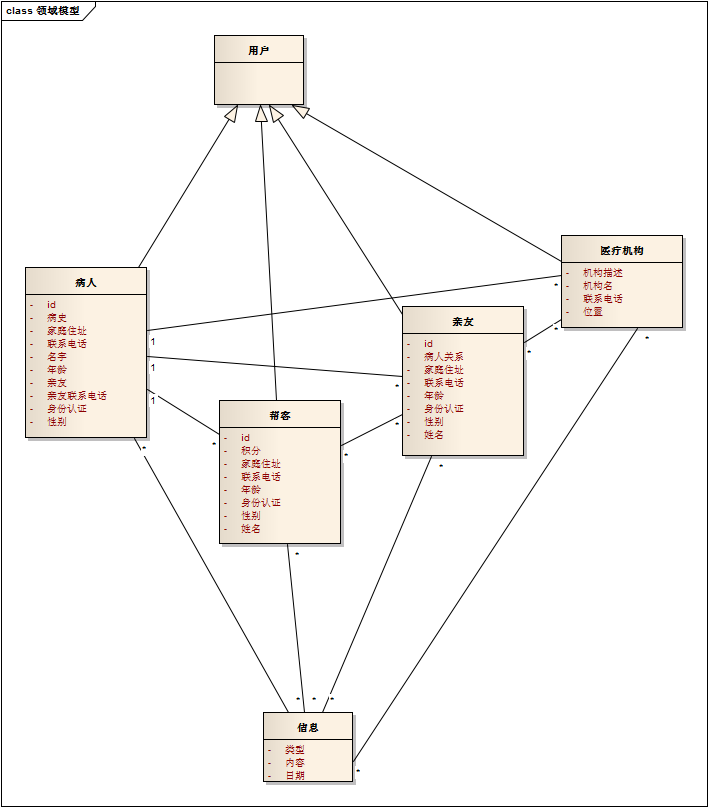 class 领域模型
用户
医疗机构
- 机构描述
- 机构名
- 联系电话
- 位置
*
*
病人
- id
- 病史
- 家庭住址
- 联系电话
- 名字
- 年龄
- 亲友
- 亲友联系电话
- 身份认证
- 性别
1
1
1
*
亲友
- id
- 病人关系
- 家庭住址
- 联系电话
- 年龄
- 身份认证
- 性别
- 姓名
*
*
*
*
*
帮客
- id
- 积分
- 家庭住址
- 联系电话
- 年龄
- 身份认证
- 性别
- 姓名
*
*
*
信息
- 类型
- 内容
- 日期
* * *
*